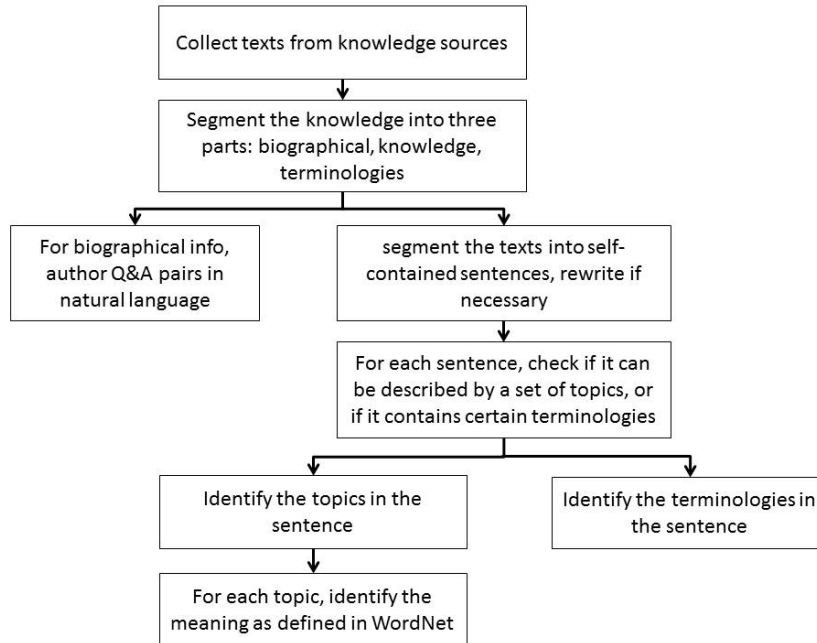 Collect texts from knowledge sources
Segment the knowledge into three
parts: biographical, knowledge,
terminologies
For biographical info,
author Q&A pairs in
natural language
segment the texts into self-
contained sentences, rewrite if
necessary
For each sentence, check if it can
be described by a set of topics, or
if it contains certain terminologies
Identify the topics in the
sentence
Identify the terminologies in
the sentence
For each topic, identify the
meaning as defined in WordNet